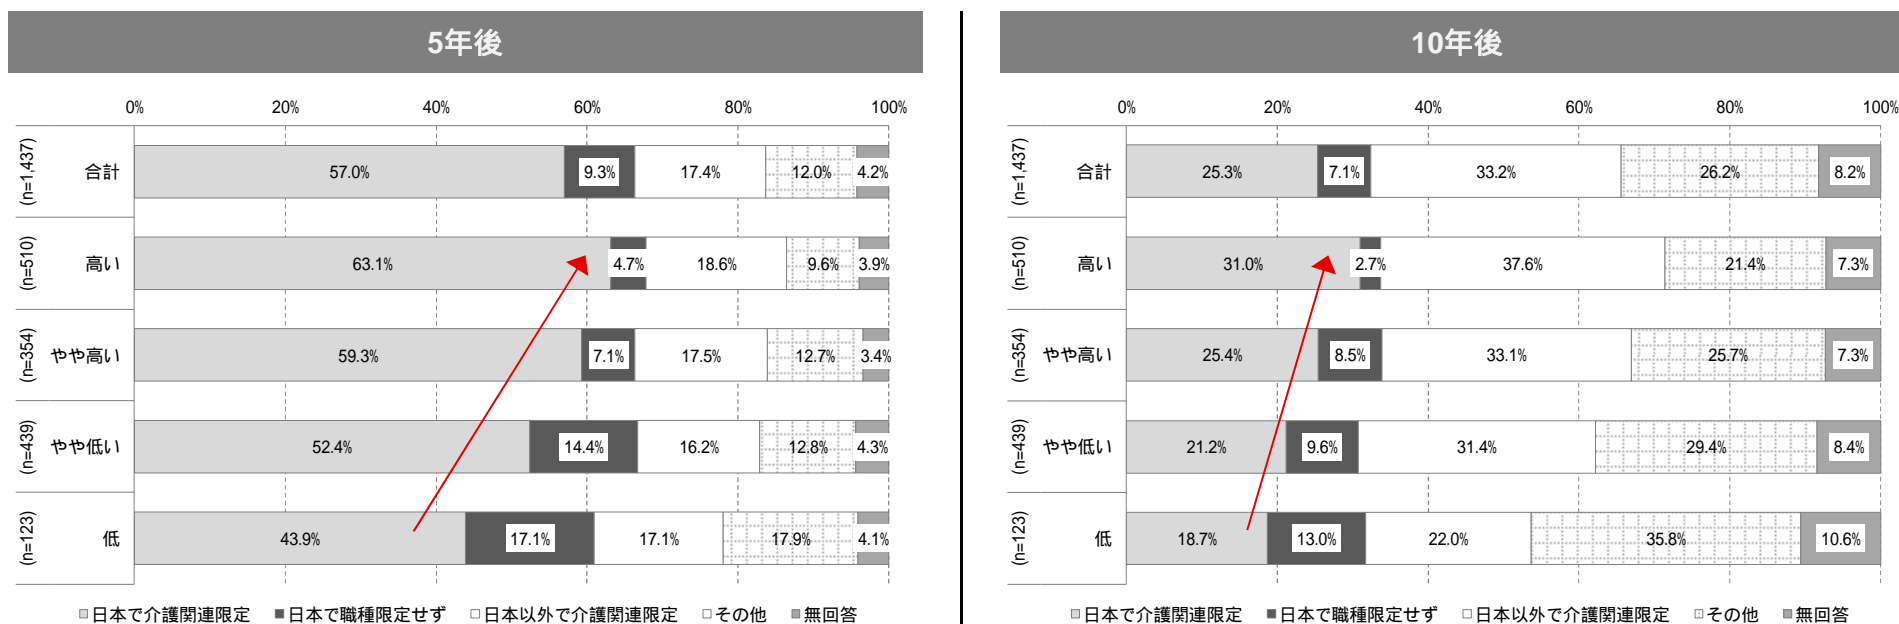 5年後
0% 20% 40% 60% 80% 100%
(n=1,437) 合計 57.0% 9.3% 17.4% 12.0% 4.2%
(n=510) 高い 63.1% 4.7% 18.6% 9.6% 3.9%
(n=354) やや高い 59.3% 7.1% 17.5% 12.7% 3.4%
(n=439) やや低い 52.4% 14.4% 16.2% 12.8% 4.3%
(n=123) 低 43.9% 17.1% 17.1% 17.9% 4.1%
日本で介護関連限定 日本で職種限定せず 日本以外で介護関連限定 その他 無回答
10年後
0% 20% 40% 60% 80% 100%
(n=1,437) 合計 25.3% 7.1% 33.2% 26.2% 8.2%
(n=510) 高い 31.0% 2.7% 37.6% 21.4% 7.3%
(n=354) やや高い 25.4% 8.5% 33.1% 25.7% 7.3%
(n=439) やや低い 21.2% 9.6% 31.4% 29.4% 8.4%
(n=123) 低 18.7% 13.0% 22.0% 35.8% 10.6%
日本で介護関連限定 日本で職種限定せず 日本以外で介護関連限定 その他 無回答